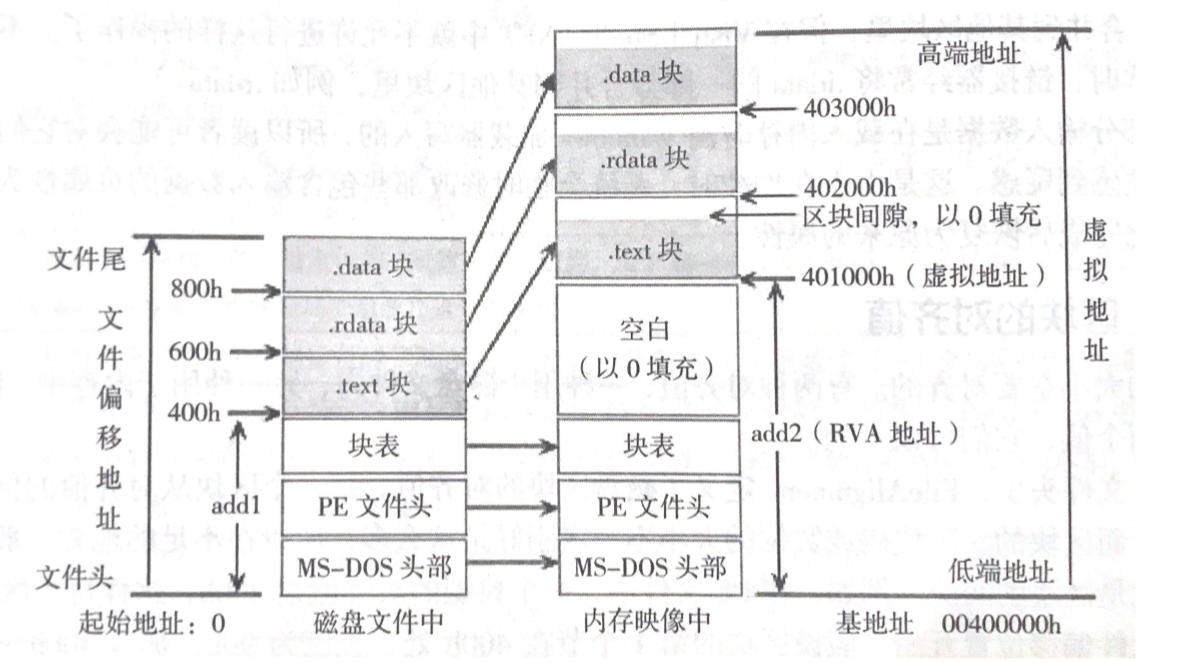 高端地址
.data 块
403000h
.rdata 块
402000h
区块间隙，以 0 填充
.text 块
401000h（虚拟地址）
虚拟地址
文件尾
.data 块
800h
.rdata 块
600h
.text 块
400h
文件偏移地址
空白
（以 0 填充）
块表
块表
add2（RVA 地址）
add1
PE 文件头
PE 文件头
文件头
MS-DOS 头部
MS-DOS 头部
低端地址
起始地址：0
磁盘文件中
内存映像中
基地址 00400000h